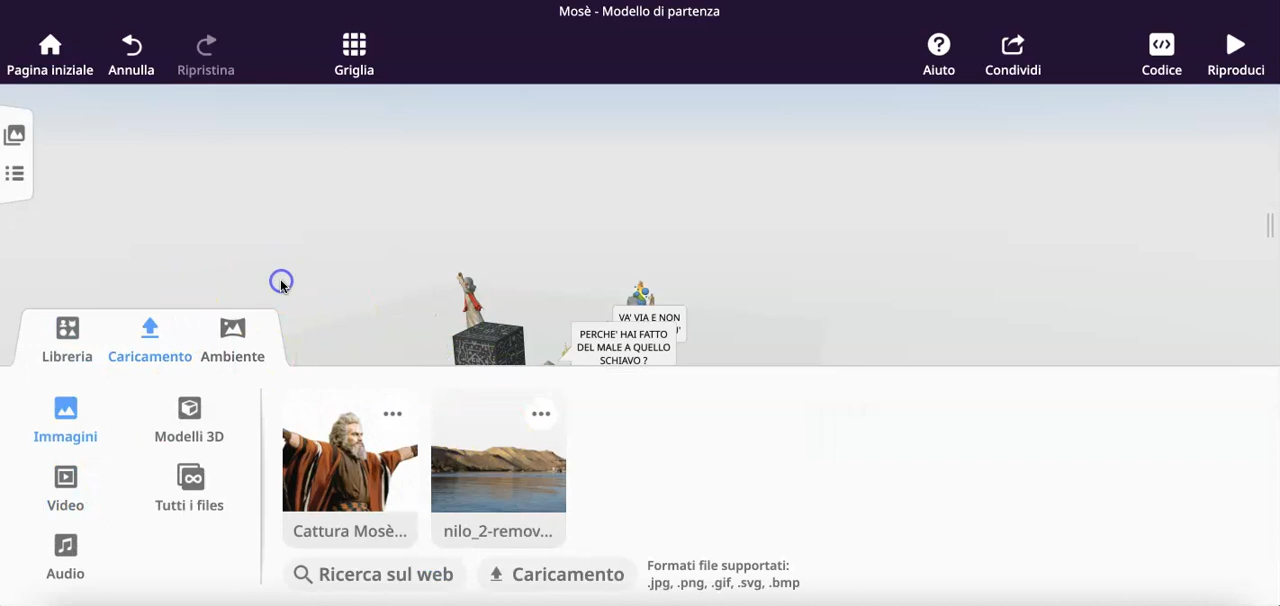 Mosè - Modello di partenza
Pagina iniziale
Annulla
Ripristina
Griglia
Aiuto
Condividi
Codice
Riproduci
VA' VIA E NON
PERCHE' HAI FATTO
DEL MALE A QUELLO
SCHIAVO ?
Libreria
Caricamento
Ambiente
Immagini
Modelli 3D
Video
Tutti i files
Audio
Cattura Mosè...
nilo_2-remov...
Ricerca sul web
Caricamento
Formati file supportati:
.jpg, .png, .gif, .svg, .bmp